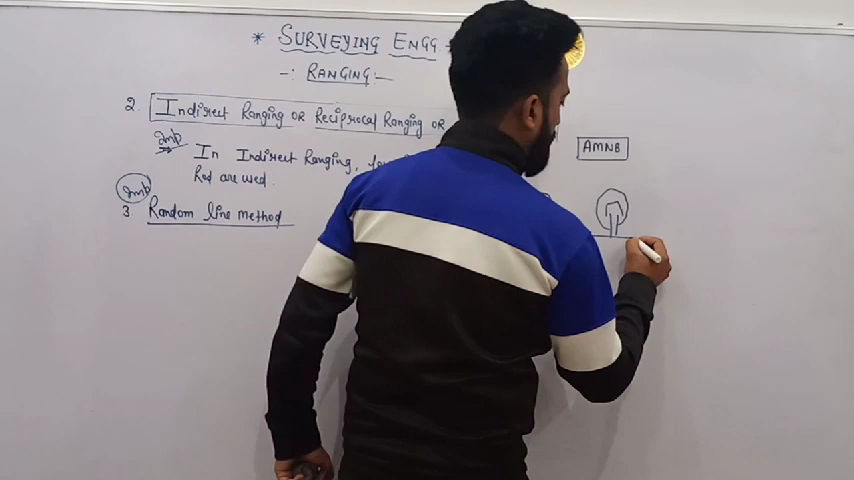 * SURVEYING ENGG
-: RANGING :-
2. Indirect Ranging or Reciprocal Ranging or
Imp In Indirect Ranging,
Rod are used.
Imp
3. Random line method
AMNB